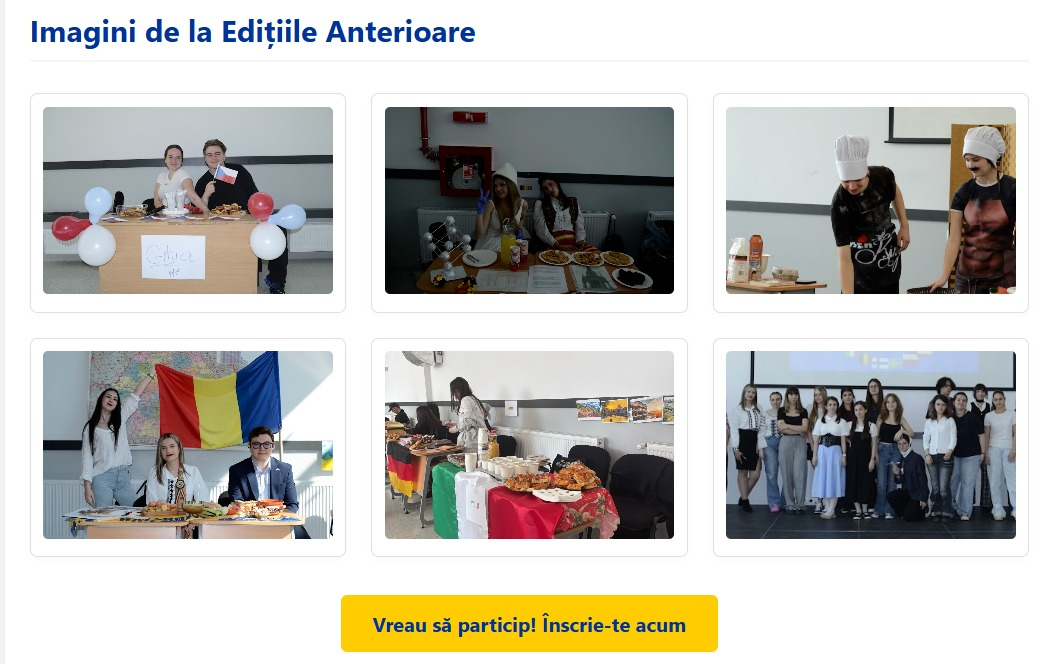 Imagini de la Edițiile Anterioare
Vreau să particip! Înscrie-te acum